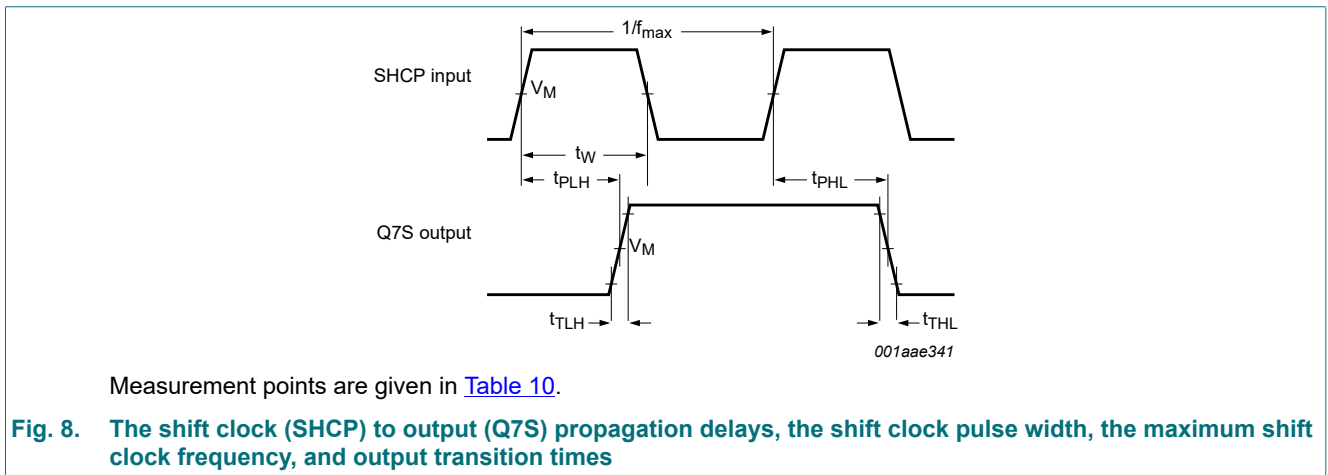 1/fmax
SHCP input
VM
tW
tPLH
tPHL
Q7S output
VM
tTLH
tTHL
001aae341
Measurement points are given in Table 10.
Fig. 8. The shift clock (SHCP) to output (Q7S) propagation delays, the shift clock pulse width, the maximum shift
clock frequency, and output transition times